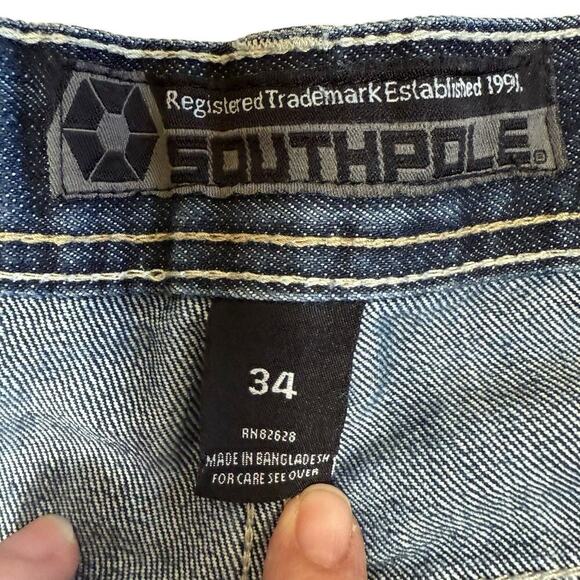 Registered Trademark Established 1991.
SOUTHPOLE®
34
RN82628
MADE IN BANGLADESH
FOR CARE SEE OVER